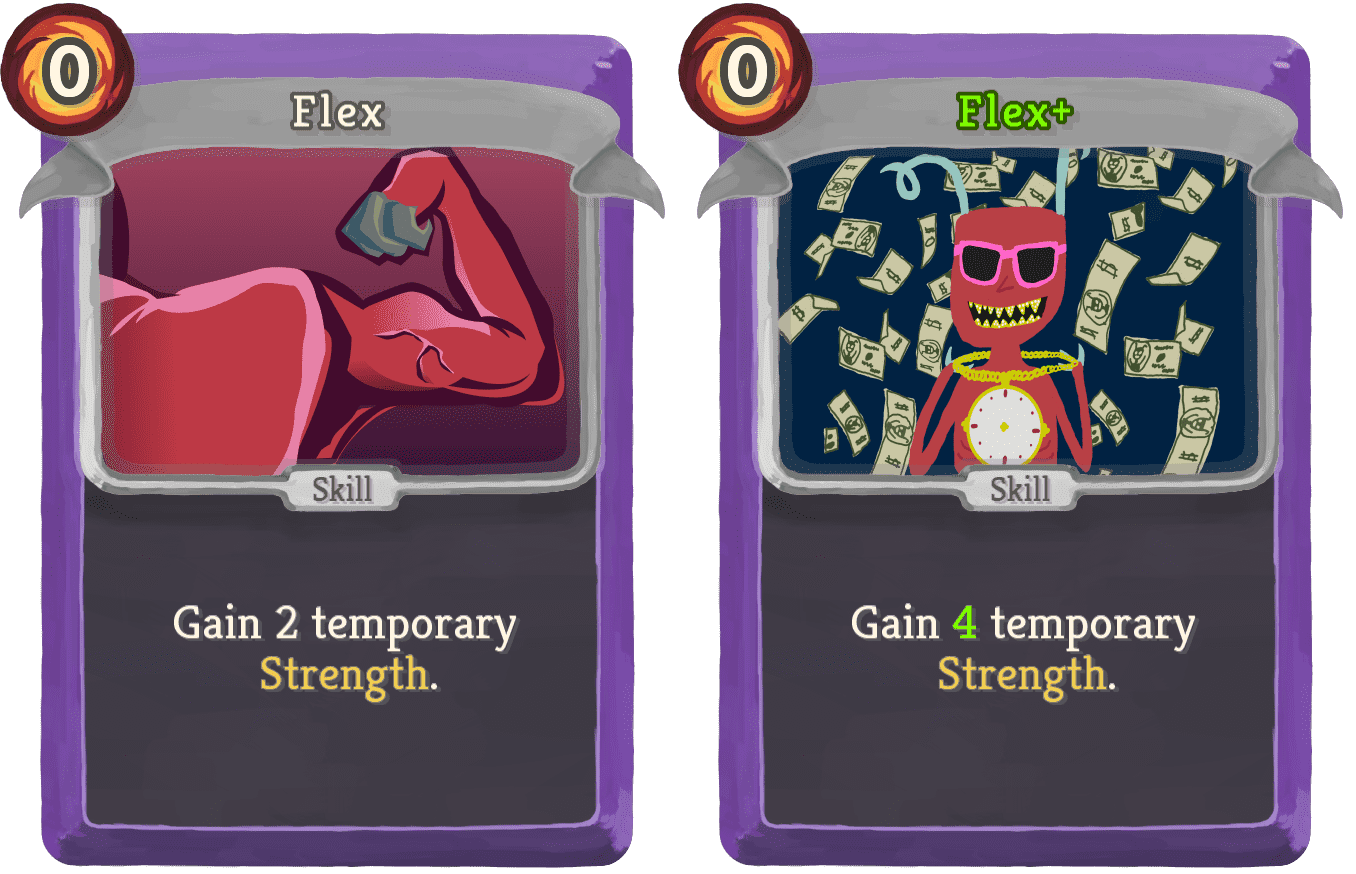 0
Flex
Skill
Gain 2 temporary
Strength.
0
Flex+
Skill
Gain 4 temporary
Strength.